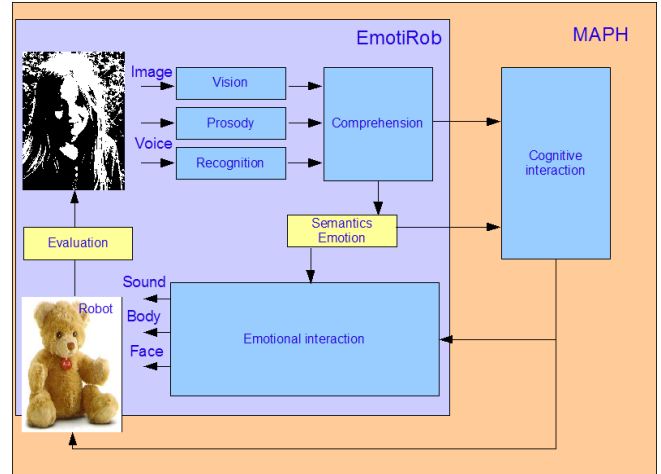 EmotiRob
MAPH
Image
Vision
Prosody
Voice
Recognition
Comprehension
Cognitive
interaction
Semantics
Emotion
Evaluation
Sound
Robot
Body
Emotional interaction
Face